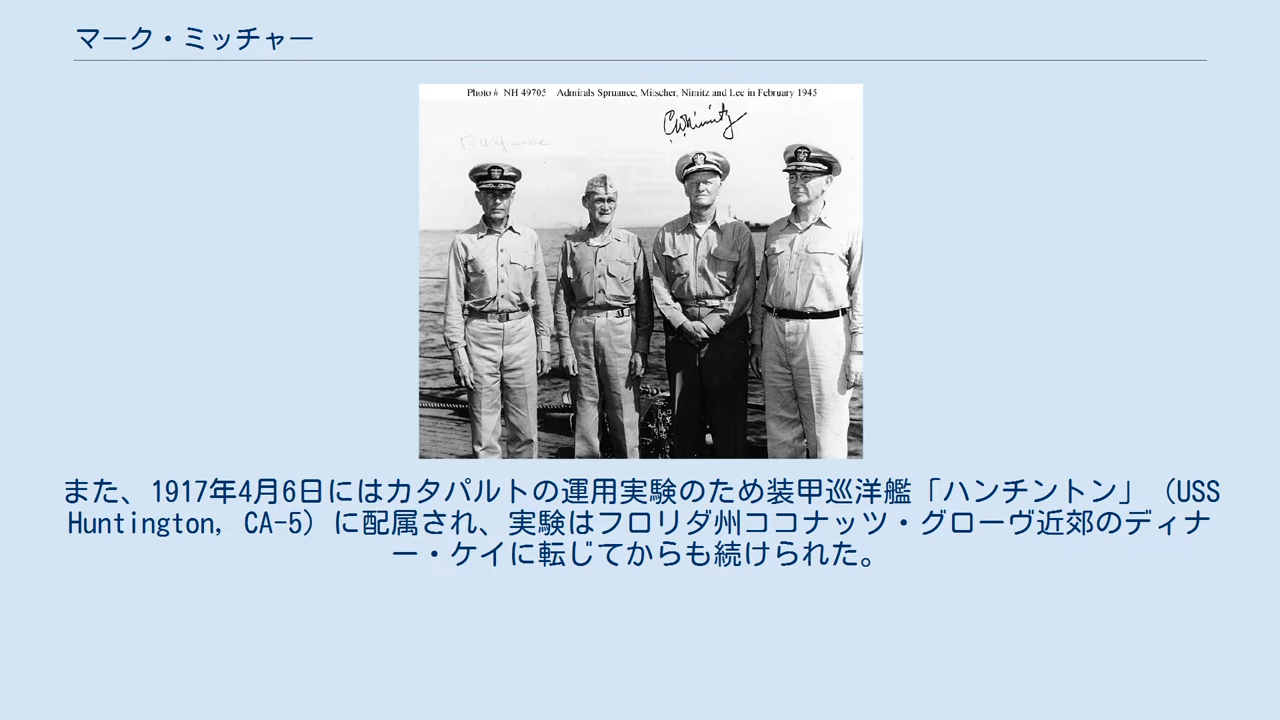 マーク・ミッチャー
Photo # NH 49705 Admirals Spruance, Mitscher, Nimitz and Lee in February 1945
C W Nimitz
また、1917年4月6日にはカタパルトの運用実験のため装甲巡洋艦「ハンチントン」（USS
Huntington, CA-5）に配属され、実験はフロリダ州ココナッツ・グローヴ近郊のディナ
ー・ケイに転じてからも続けられた。